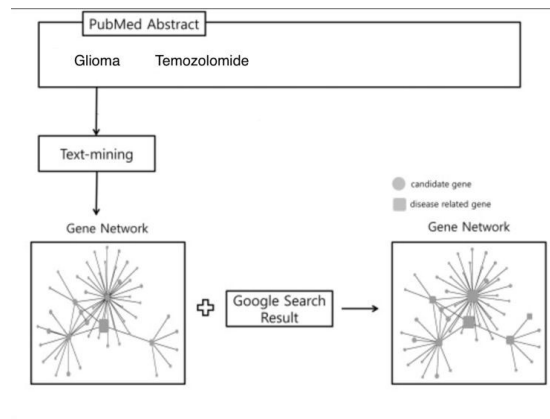 PubMed Abstract
Glioma Temozolomide
Text-mining
candidate gene
disease related gene
Gene Network
Gene Network
Google Search
Result